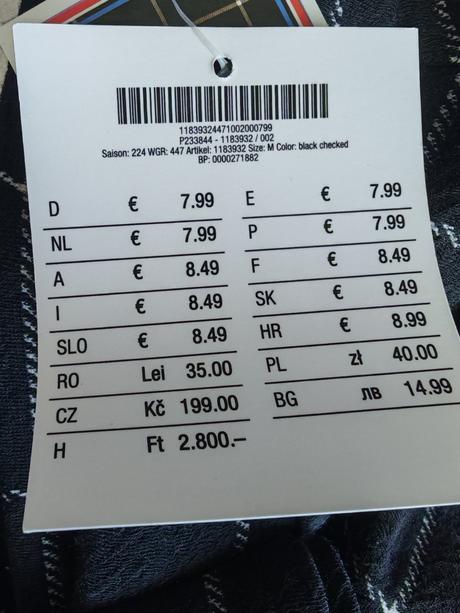 11839324471002000799
P233844 - 1183932 / 002
Saison: 224 WGR: 447 Artikel: 1183932 Size: M Color: black checked
BP: 0000271882
D € 7.99
NL € 7.99
A € 8.49
I € 8.49
SLO € 8.49
RO Lei 35.00
CZ Kč 199.00
H Ft 2.800.–
E € 7.99
P € 7.99
F € 8.49
SK € 8.49
HR € 8.99
PL zł 40.00
BG лв 14.99